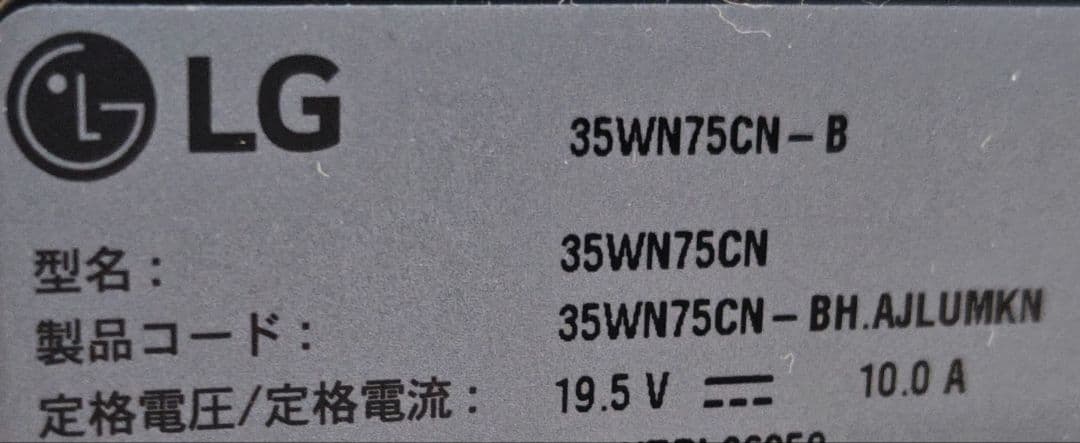 LG 35WN75CN-B
型名: 35WN75CN
製品コード: 35WN75CN-BH.AJLUMKN
定格電圧/定格電流: 19.5 V ⎓ 10.0 A